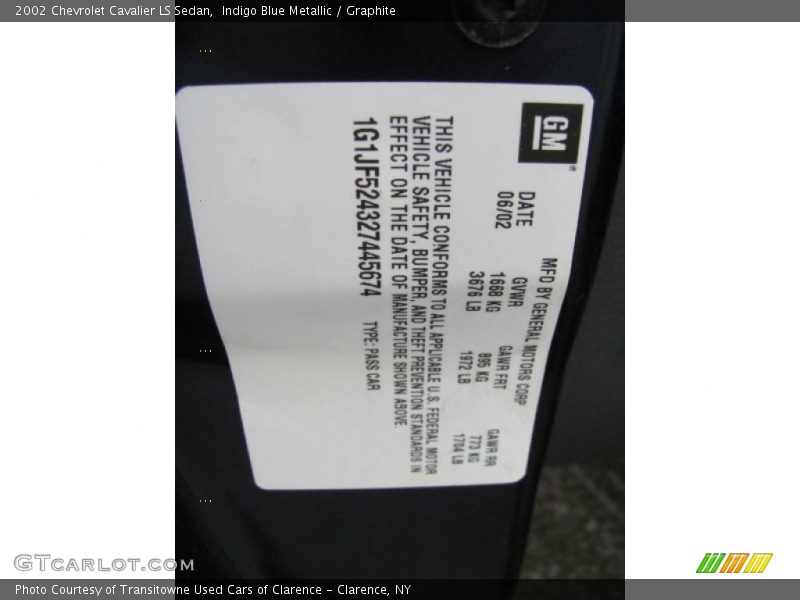 2002 Chevrolet Cavalier LS Sedan,  Indigo Blue Metallic / Graphite
GM
MFD BY GENERAL MOTORS CORP
DATE GVWR GAWR FRT GAWR RR
06/02 1668 KG 895 KG 773 KG
3676 LB 1972 LB 1704 LB
THIS VEHICLE CONFORMS TO ALL APPLICABLE U.S. FEDERAL MOTOR
VEHICLE SAFETY, BUMPER, AND THEFT PREVENTION STANDARDS IN
EFFECT ON THE DATE OF MANUFACTURE SHOWN ABOVE.
1G1JF524327445674 TYPE: PASS CAR
GTCARLOT.COM
Photo Courtesy of Transitowne Used Cars of Clarence - Clarence, NY